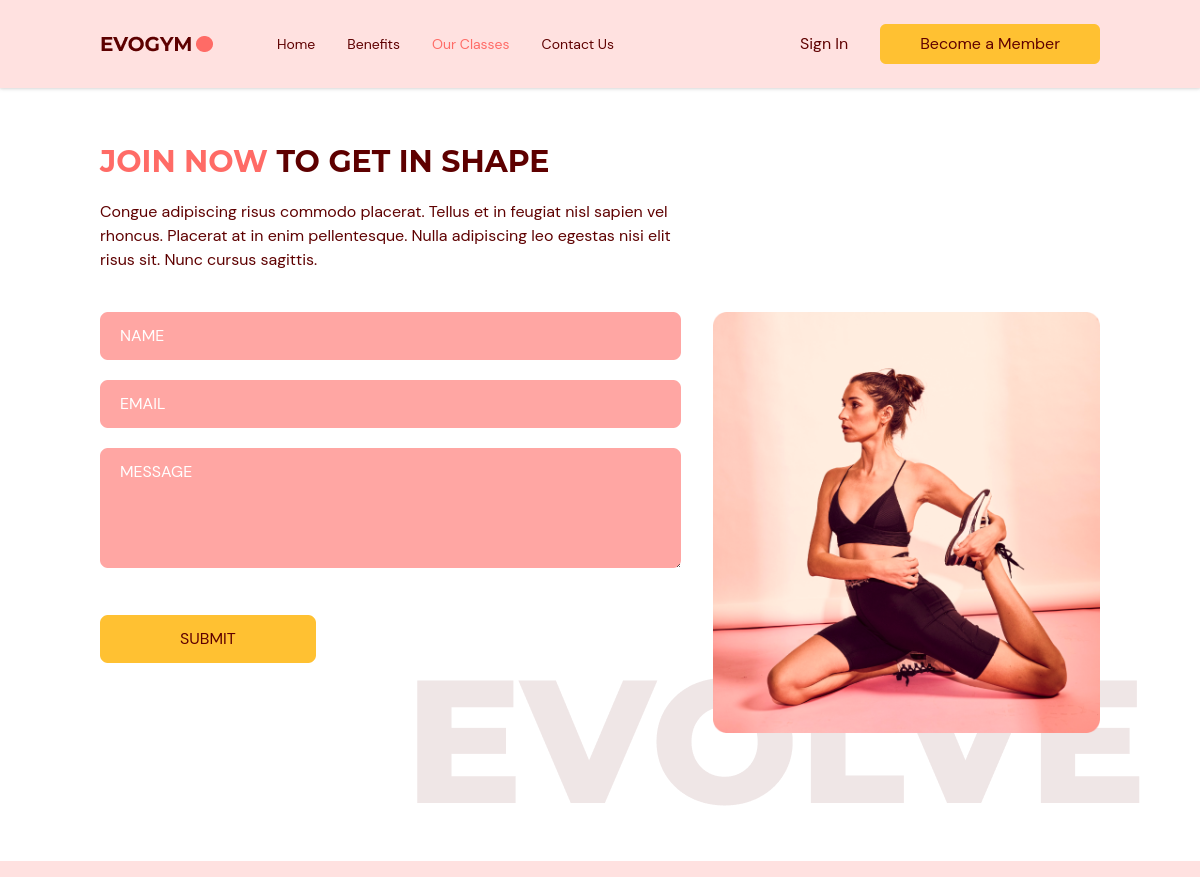 EVOGYM
Home
Benefits
Our Classes
Contact Us
Sign In
Become a Member
JOIN NOW TO GET IN SHAPE
Congue adipiscing risus commodo placerat. Tellus et in feugiat nisl sapien vel
rhoncus. Placerat at in enim pellentesque. Nulla adipiscing leo egestas nisi elit
risus sit. Nunc cursus sagittis.
NAME
EMAIL
MESSAGE
SUBMIT
EVOLVE